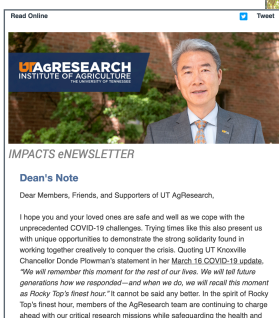 Read Online
Tweet
UTAGRESEARCH
INSTITUTE OF AGRICULTURE
THE UNIVERSITY OF TENNESSEE
IMPACTS eNEWSLETTER
Dean's Note
Dear Members, Friends, and Supporters of UT AgResearch,
I hope you and your loved ones are safe and well as we cope with the
unprecedented COVID-19 challenges. Trying times like this also present us
with unique opportunities to demonstrate the strong solidarity found in
working together creatively to conquer the crisis. Quoting UT Knoxville
Chancellor Donde Plowman's statement in her March 16 COVID-19 update,
"We will remember this moment for the rest of our lives. We will tell future
generations how we responded—and when we do, we will recall this moment
as Rocky Top's finest hour." It cannot be said any better. In the spirit of Rocky
Top's finest hour, members of the AgResearch team are continuing to charge
ahead with our critical research missions while safeguarding the health and